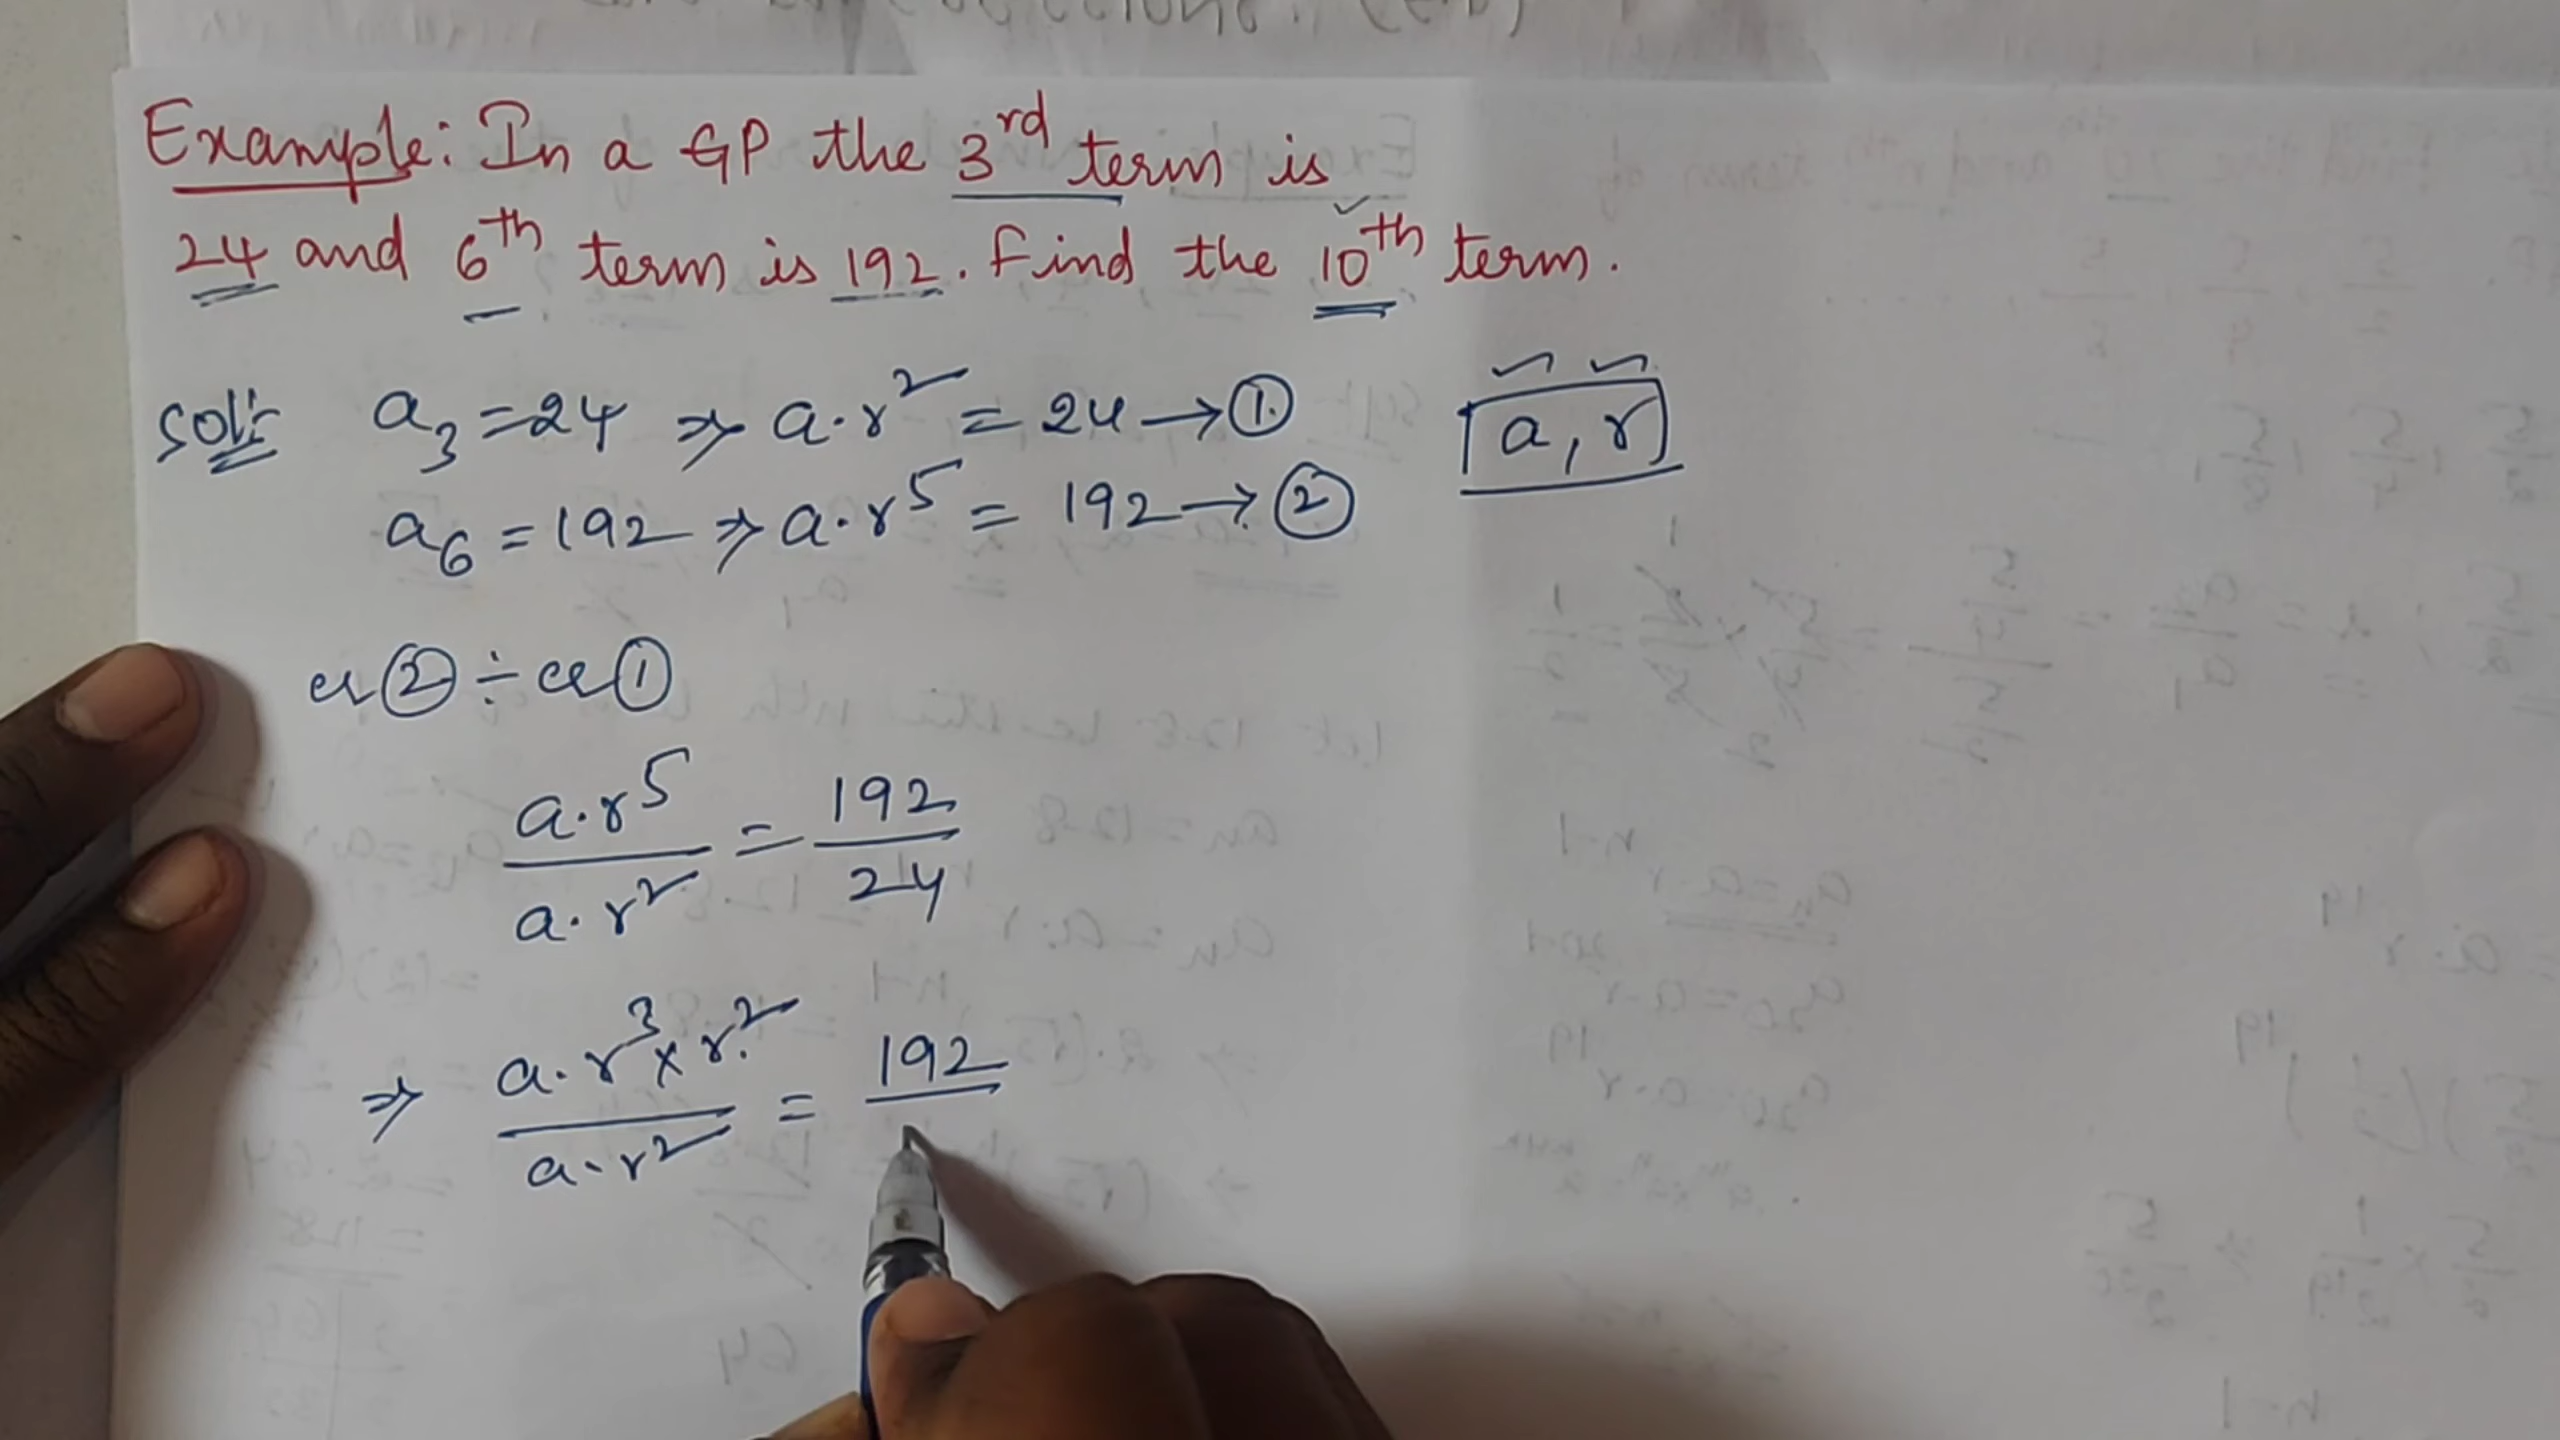 Example: In a GP the 3rd term is
24 and 6th term is 192. Find the 10th term.
Sol:- a₃ = 24 ⇒ a·r² = 24 → ①
a, r
a₆ = 192 ⇒ a·r⁵ = 192 → ②
② ÷ ①
a·r⁵ / a·r² = 192 / 24
⇒ a·r³ × r² / a·r² = 192